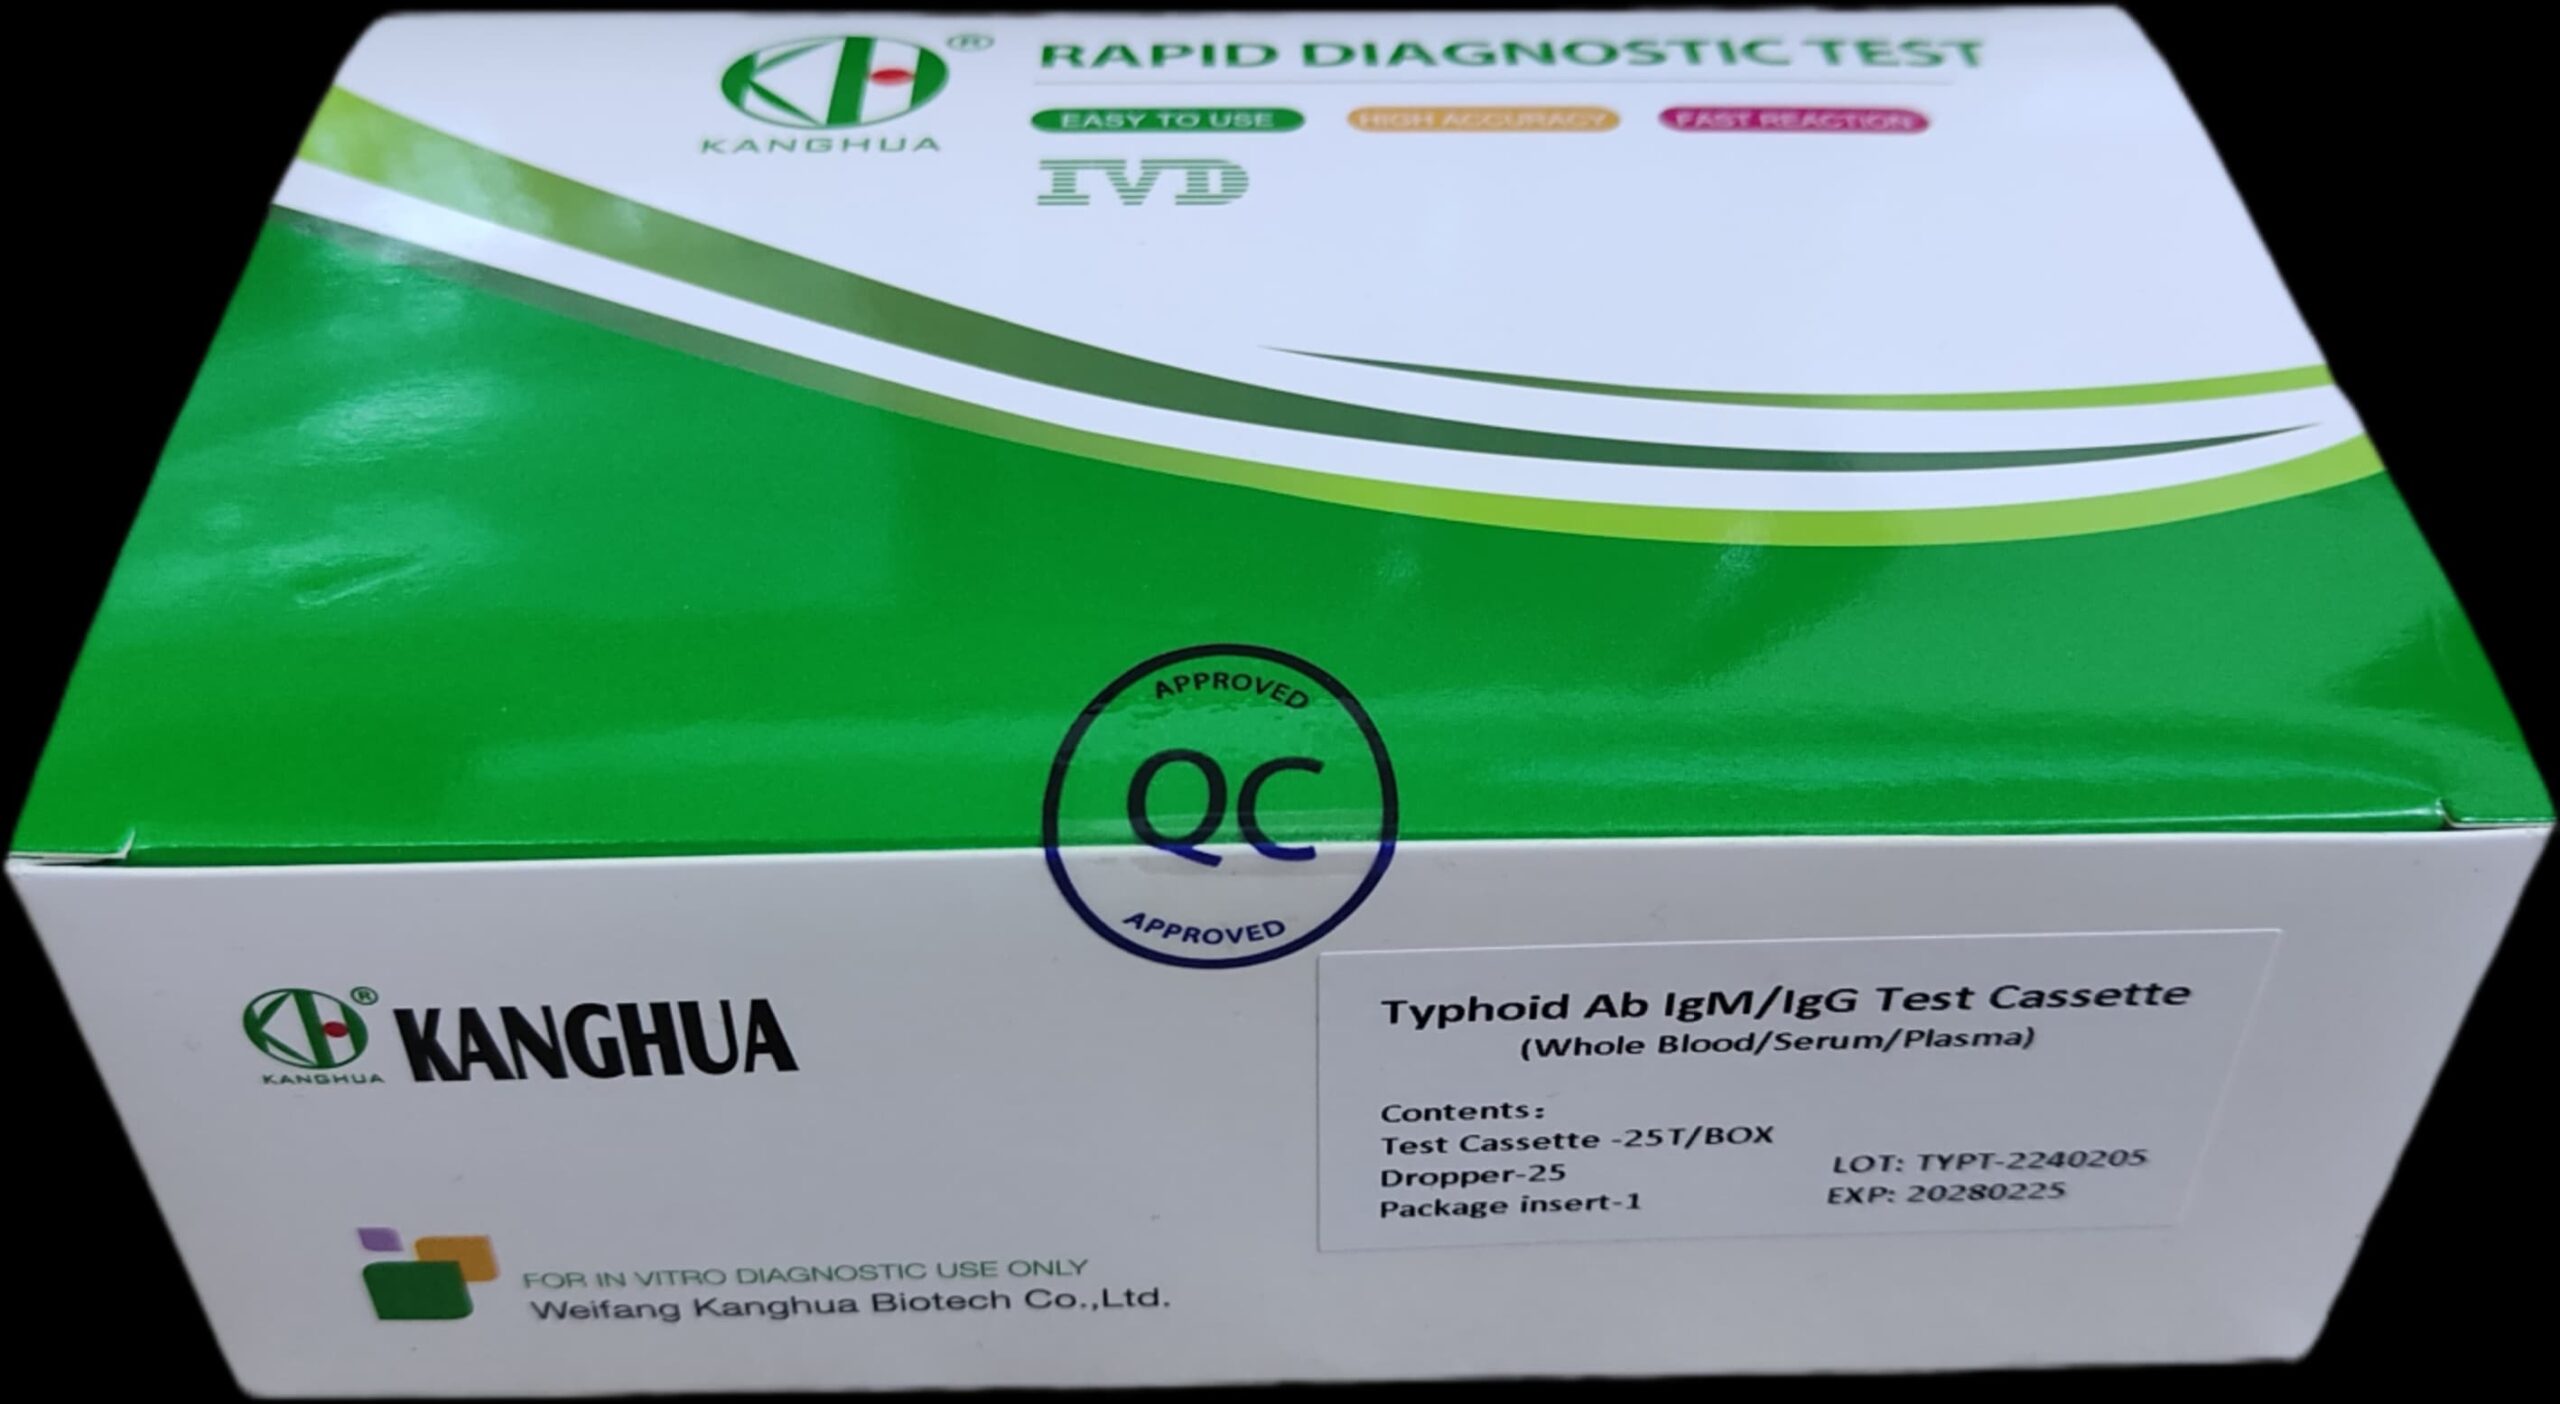 KH®
KANGHUA
RAPID DIAGNOSTIC TEST
EASY TO USE
HIGH ACCURACY
FAST REACTION
IVD
APPROVED
QC
APPROVED
KH®
KANGHUA
KANGHUA
FOR IN VITRO DIAGNOSTIC USE ONLY
Weifang Kanghua Biotech Co.,Ltd.
Typhoid Ab IgM/IgG Test Cassette
(Whole Blood/Serum/Plasma)
Contents:
Test Cassette -25T/BOX
Dropper-25
Package insert-1
LOT: TYPT-2240205
EXP: 20280225